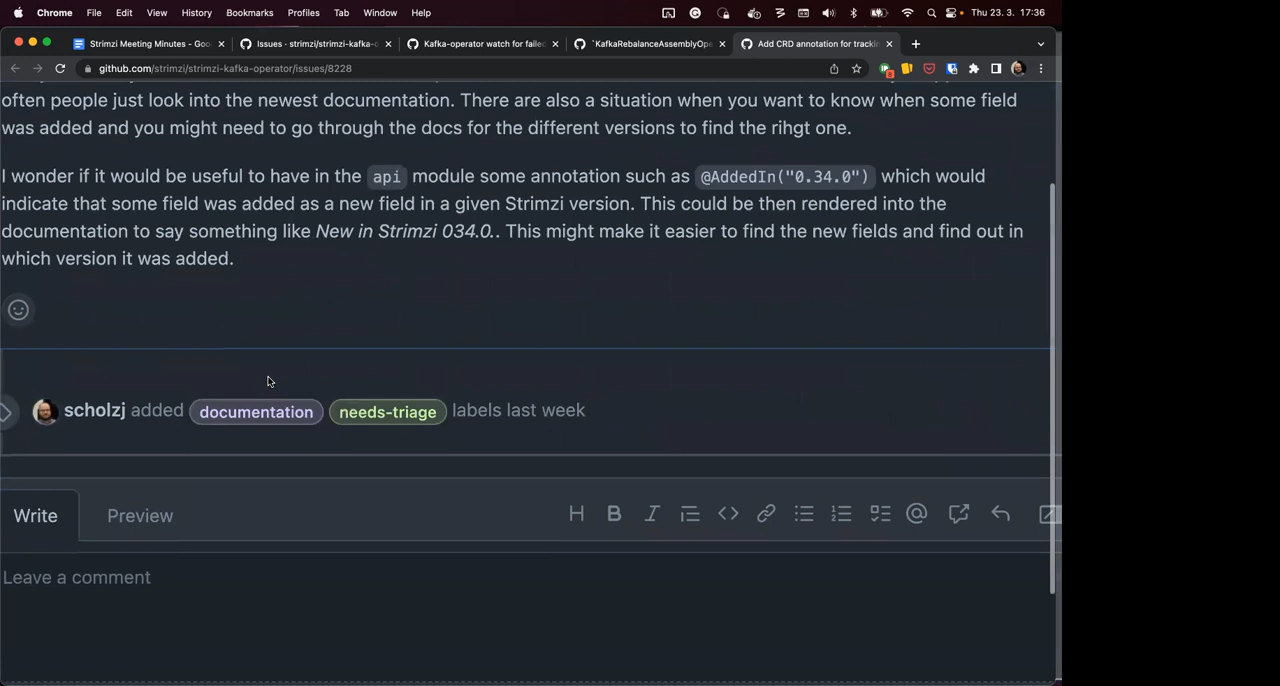 Chrome File Edit View History Bookmarks Profiles Tab Window Help Thu 23. 3. 17:36
Strimzi Meeting Minutes - Goo Issues · strimzi/strimzi-kafka-o Kafka-operator watch for failed `KafkaRebalanceAssemblyOpe Add CRD annotation for trackin
github.com/strimzi/strimzi-kafka-operator/issues/8228
often people just look into the newest documentation. There are also a situation when you want to know when some field
was added and you might need to go through the docs for the different versions to find the rihgt one.
I wonder if it would be useful to have in the api module some annotation such as @AddedIn("0.34.0") which would
indicate that some field was added as a new field in a given Strimzi version. This could be then rendered into the
documentation to say something like New in Strimzi 034.0.. This might make it easier to find the new fields and find out in
which version it was added.
scholzj added documentation needs-triage labels last week
Write Preview
Leave a comment